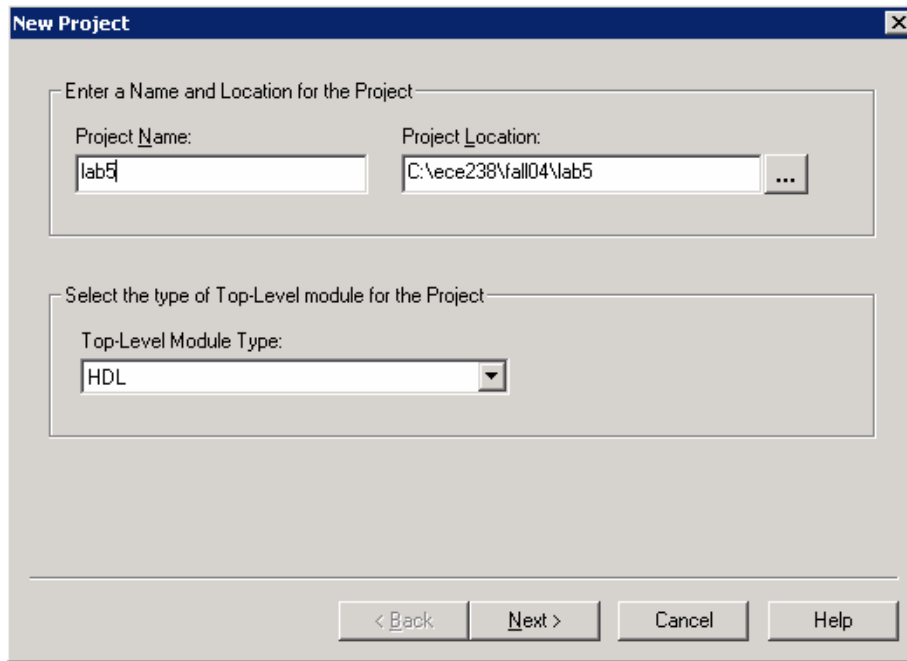 New Project
Enter a Name and Location for the Project
Project Name: Project Location:
lab5 C:\ece238\fall04\lab5 ...
Select the type of Top-Level module for the Project
Top-Level Module Type:
HDL
< Back Next > Cancel Help